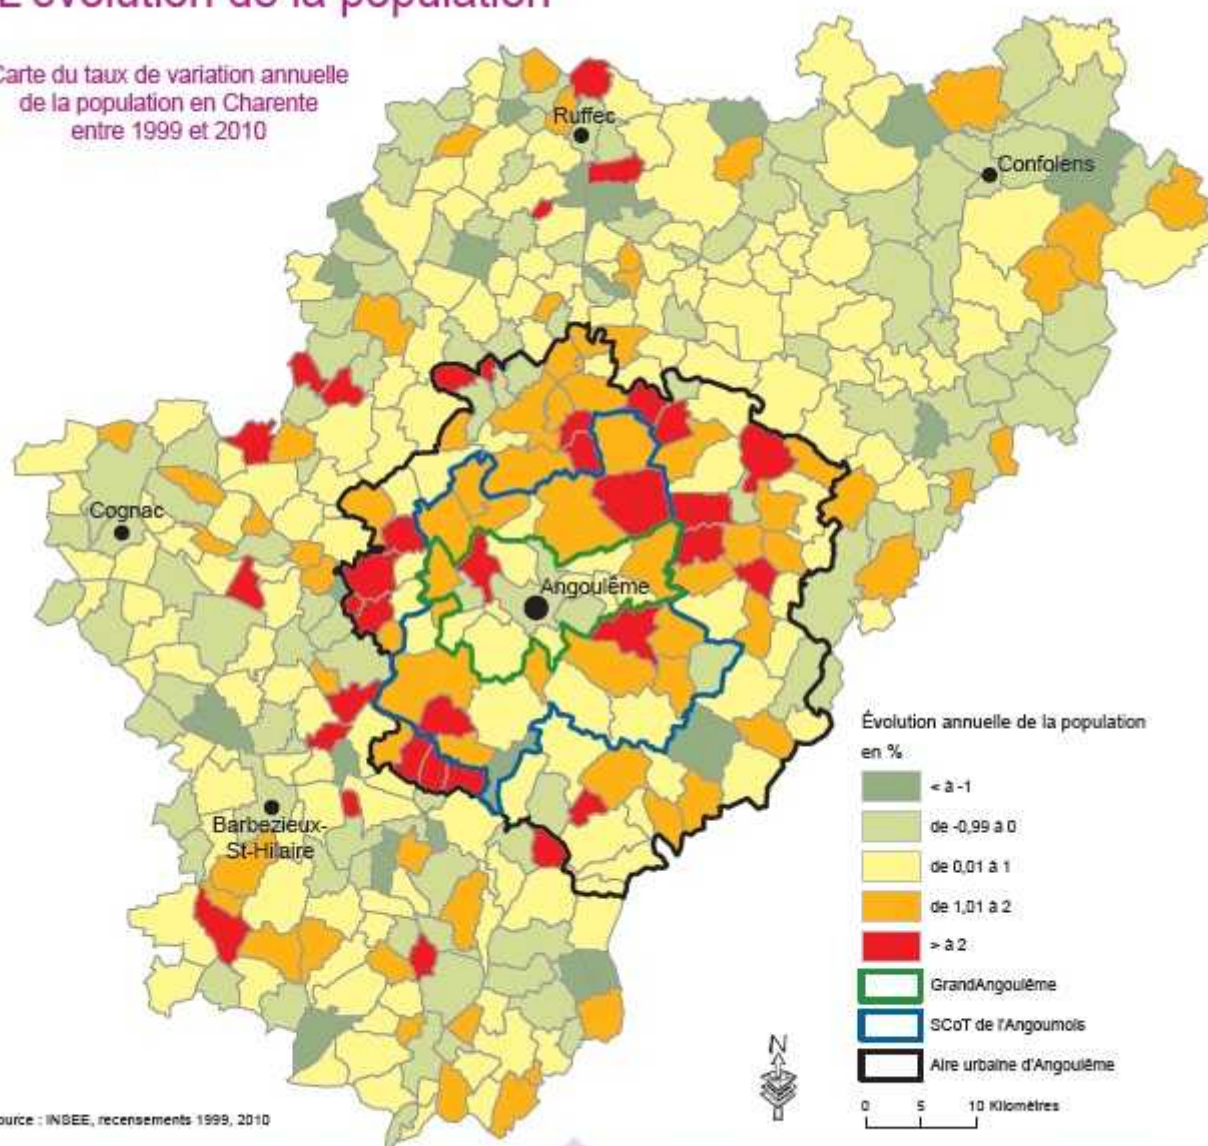 L'évolution de la population
Carte du taux de variation annuelle
de la population en Charente
entre 1999 et 2010
Ruffec
Confolens
Cognac
Angoulême
Barbezieux-
St-Hilaire
Évolution annuelle de la population
en %
< à -1
de -0,99 à 0
de 0,01 à 1
de 1,01 à 2
> à 2
GrandAngoulême
SCoT de l'Angoumois
Aire urbaine d'Angoulême
N
0 5 10 Kilomètres
ource : INSEE, recensements 1999, 2010